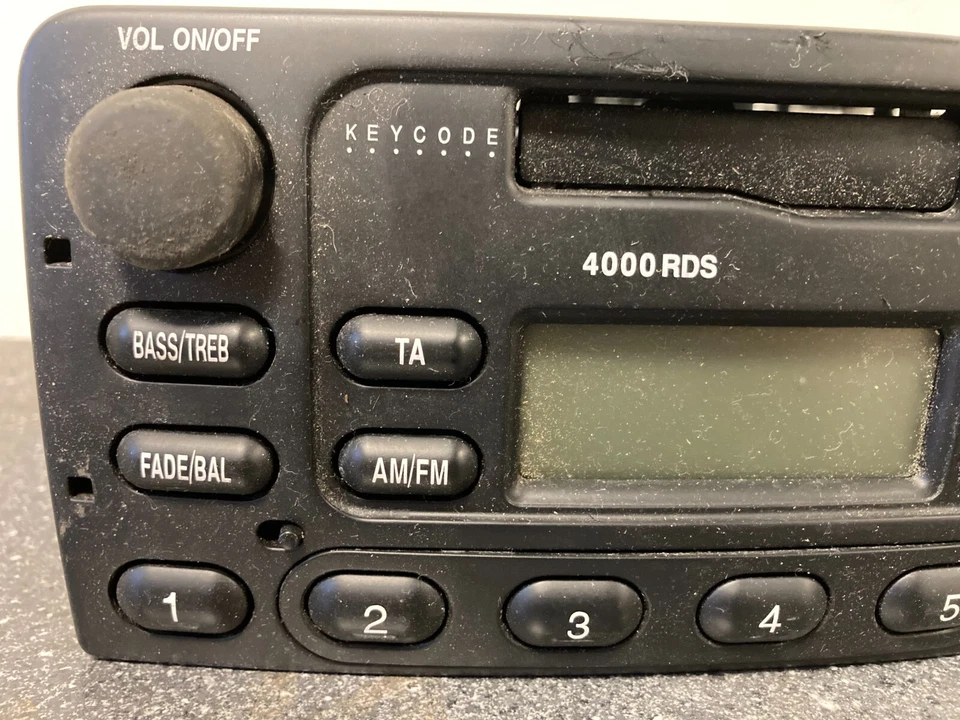 VOL ON/OFF
KEYCODE
4000 RDS
BASS/TREB
TA
FADE/BAL
AM/FM
1
2
3
4
5